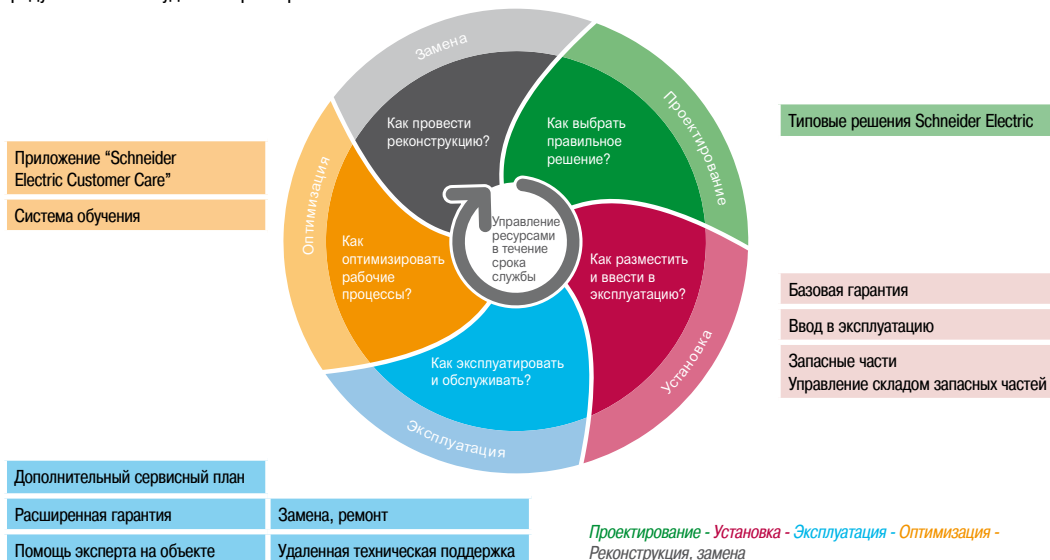 Замена
Как провести
реконструкцию?
Проектирование
Как выбрать
правильное
решение?
Типовые решения Schneider Electric
Приложение “Schneider
Electric Customer Care”
Система обучения
Оптимизация
Как
оптимизировать
рабочие
процессы?
Управление
ресурсами
в течение
срока
службы
Как разместить
и ввести в
эксплуатацию?
Установка
Базовая гарантия
Ввод в эксплуатацию
Запасные части
Управление складом запасных частей
Как эксплуатировать
и обслуживать?
Эксплуатация
Дополнительный сервисный план
Расширенная гарантия
Замена, ремонт
Помощь эксперта на объекте
Удаленная техническая поддержка
Проектирование - Установка - Эксплуатация - Оптимизация -
Реконструкция, замена